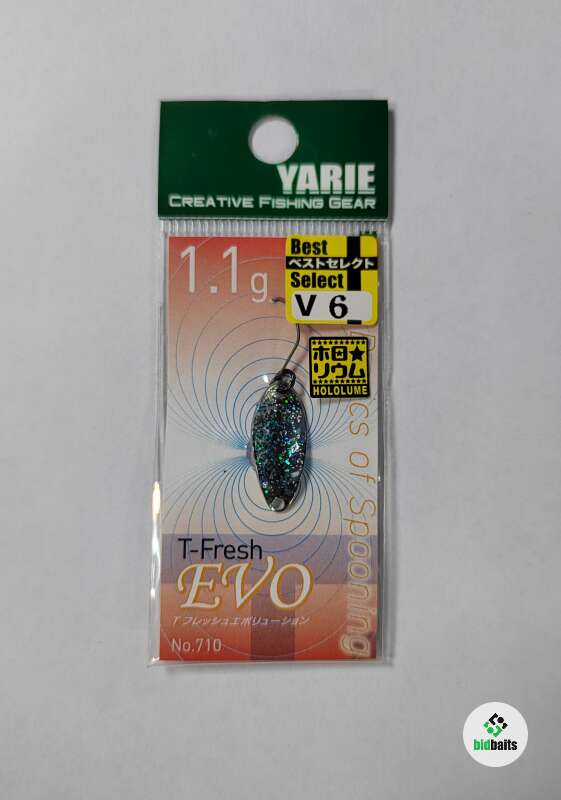 YARIE
CREATIVE FISHING GEAR
1.1g
Best
ベストセレクト
Select
V 6
ホロ★
リウム
HOLOLUME
cs of Spooning
T-Fresh
EVO
Tフレッシュエボリューション
No.710
bidbaits